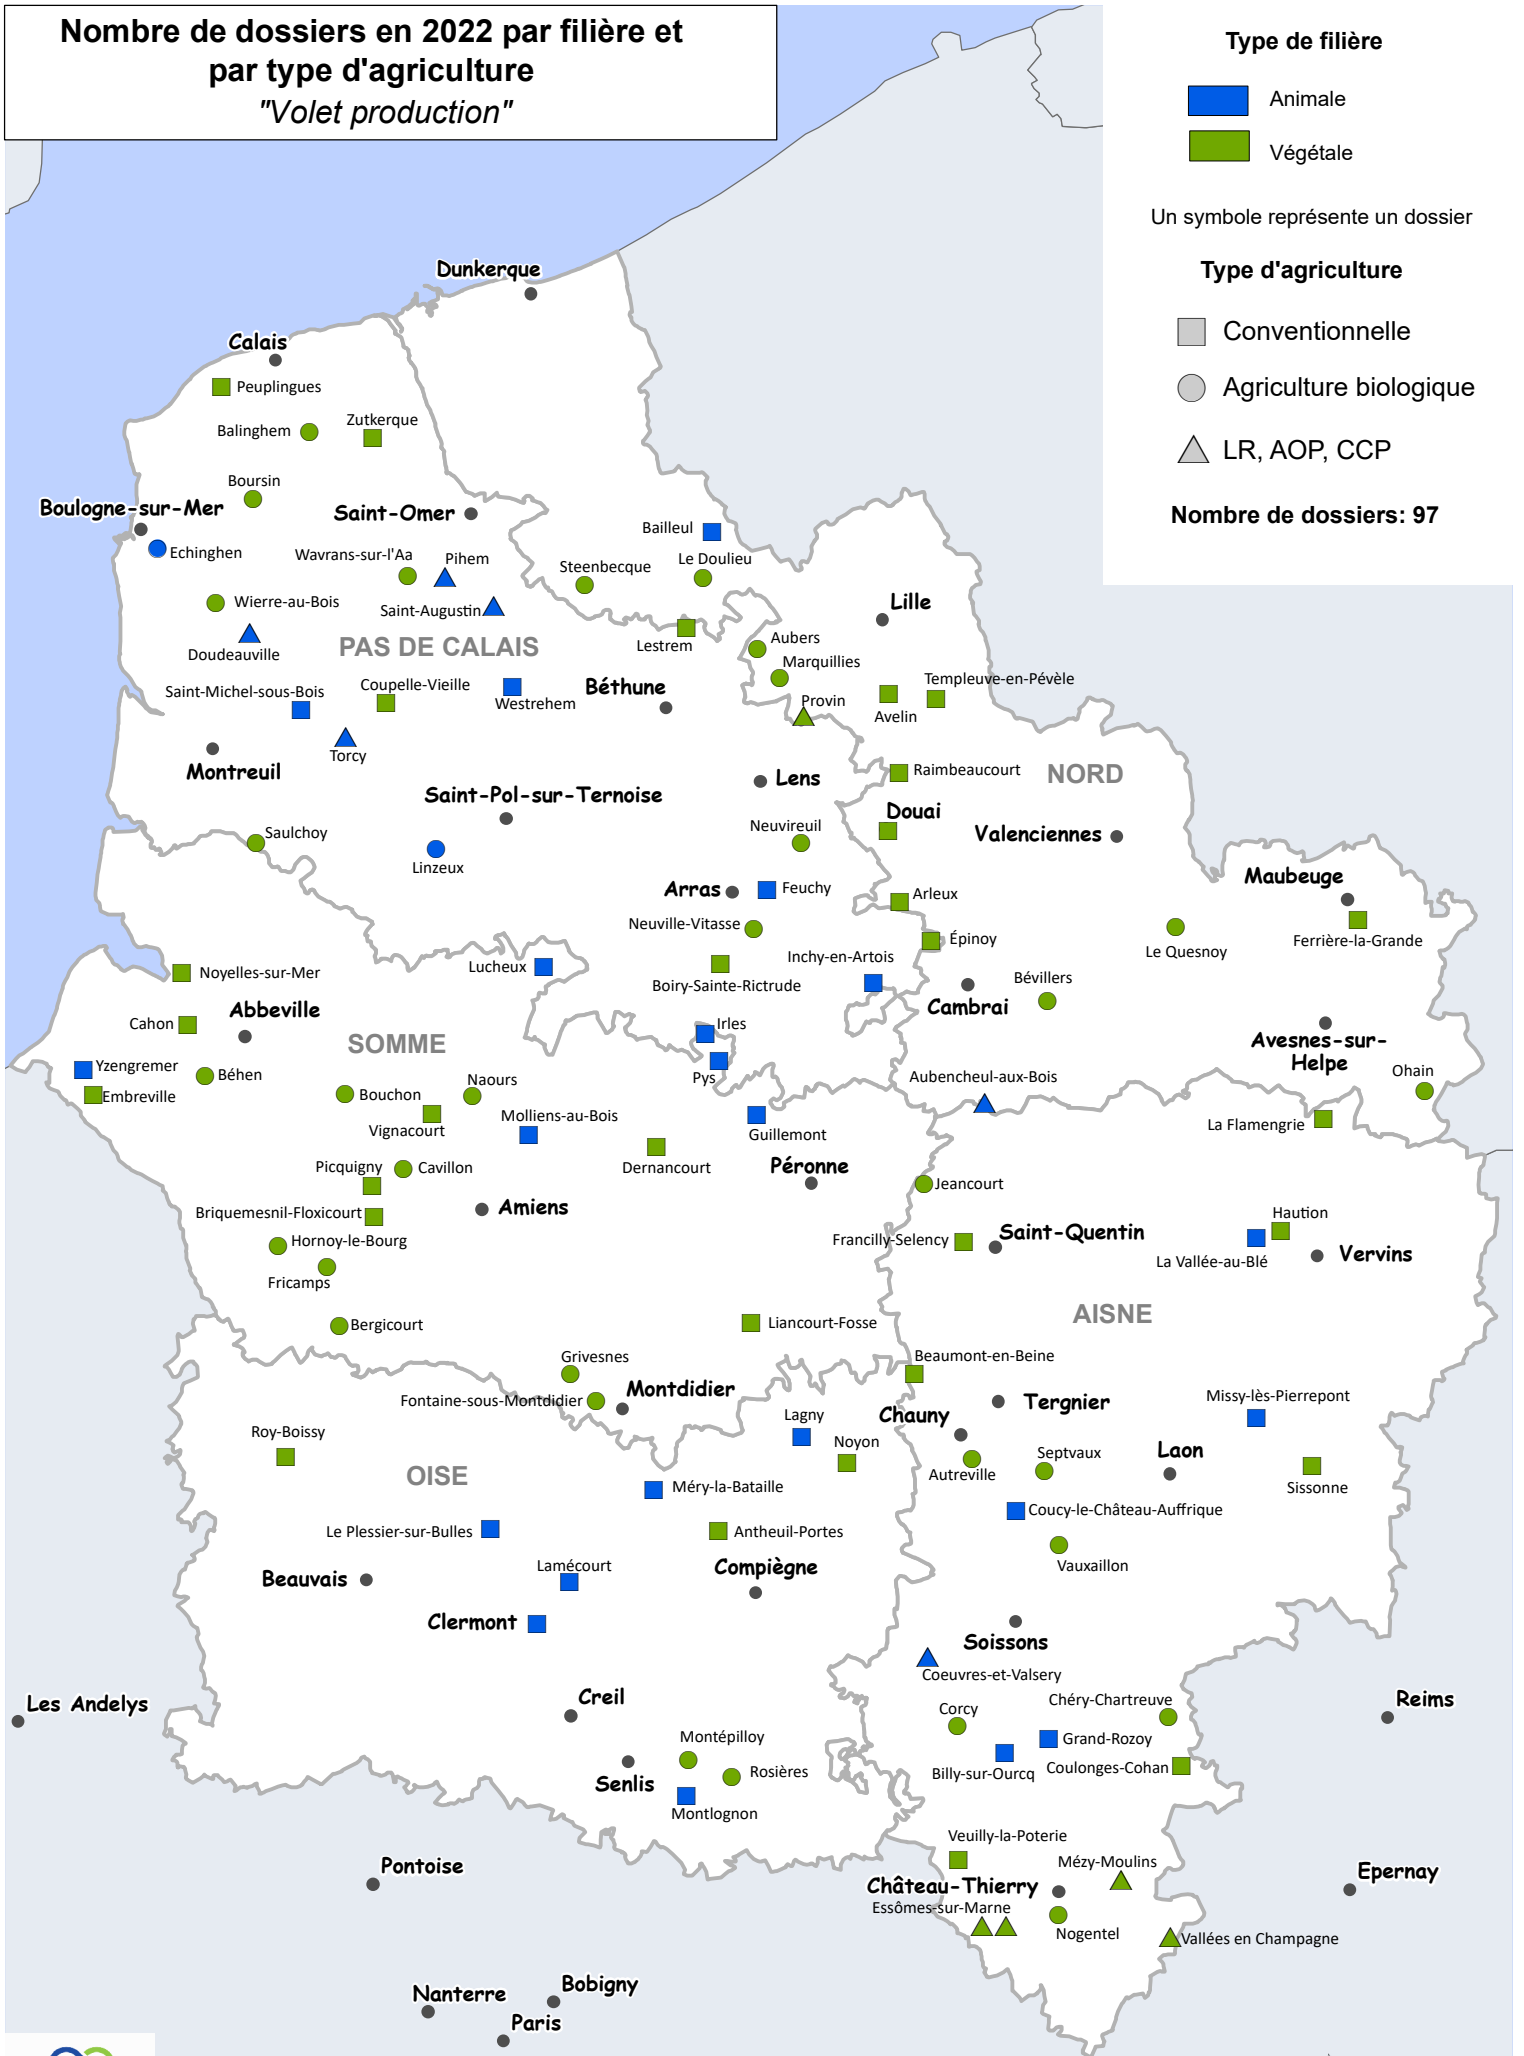 Nombre de dossiers en 2022 par filière et
par type d'agriculture
"Volet production"
Type de filière
Animale
Végétale
Un symbole représente un dossier
Type d'agriculture
Conventionnelle
Agriculture biologique
LR, AOP, CCP
Nombre de dossiers: 97
Dunkerque
Calais
Peuplingues
Balinghem
Zutkerque
Boursin
Boulogne-sur-Mer
Saint-Omer
Echinghen
Wavrans-sur-l'Aa
Pihem
Bailleul
Steenbecque
Le Doulieu
Wierre-au-Bois
Saint-Augustin
Lille
Doudeauville
PAS DE CALAIS
Lestrem
Aubers
Marquillies
Saint-Michel-sous-Bois
Coupelle-Vieille
Westrehem
Béthune
Templeuve-en-Pévèle
Provin
Avelin
Torcy
Montreuil
Lens
Raimbeaucourt
NORD
Saint-Pol-sur-Ternoise
Douai
Saulchoy
Neuvireuil
Valenciennes
Linzeux
Maubeuge
Arras
Feuchy
Arleux
Neuville-Vitasse
Épinoy
Ferrière-la-Grande
Le Quesnoy
Noyelles-sur-Mer
Lucheux
Inchy-en-Artois
Boiry-Sainte-Rictrude
Bévillers
Cambrai
Abbeville
Cahon
Irles
SOMME
Avesnes-sur-
Helpe
Yzengremer
Béhen
Pys
Aubencheul-aux-Bois
Ohain
Embreville
Bouchon
Naours
Vignacourt
Molliens-au-Bois
Guillemont
La Flamengrie
Picquigny
Cavillon
Dernancourt
Péronne
Jeancourt
Briquemesnil-Floxicourt
Amiens
Haution
Hornoy-le-Bourg
Francilly-Selency
Saint-Quentin
La Vallée-au-Blé
Vervins
Fricamps
AISNE
Bergicourt
Liancourt-Fosse
Grivesnes
Beaumont-en-Beine
Fontaine-sous-Montdidier
Montdidier
Tergnier
Missy-lès-Pierrepont
Roy-Boissy
Lagny
Chauny
Noyon
Septvaux
Laon
OISE
Autreville
Méry-la-Bataille
Sissonne
Le Plessier-sur-Bulles
Antheuil-Portes
Coucy-le-Château-Auffrique
Lamécourt
Compiègne
Vauxaillon
Beauvais
Clermont
Soissons
Coeuvres-et-Valsery
Les Andelys
Creil
Chéry-Chartreuve
Reims
Corcy
Montépilloy
Grand-Rozoy
Rosières
Billy-sur-Ourcq
Coulonges-Cohan
Senlis
Montlognon
Veuilly-la-Poterie
Mézy-Moulins
Pontoise
Château-Thierry
Epernay
Essômes-sur-Marne
Nogentel
Vallées en Champagne
Nanterre
Bobigny
Paris